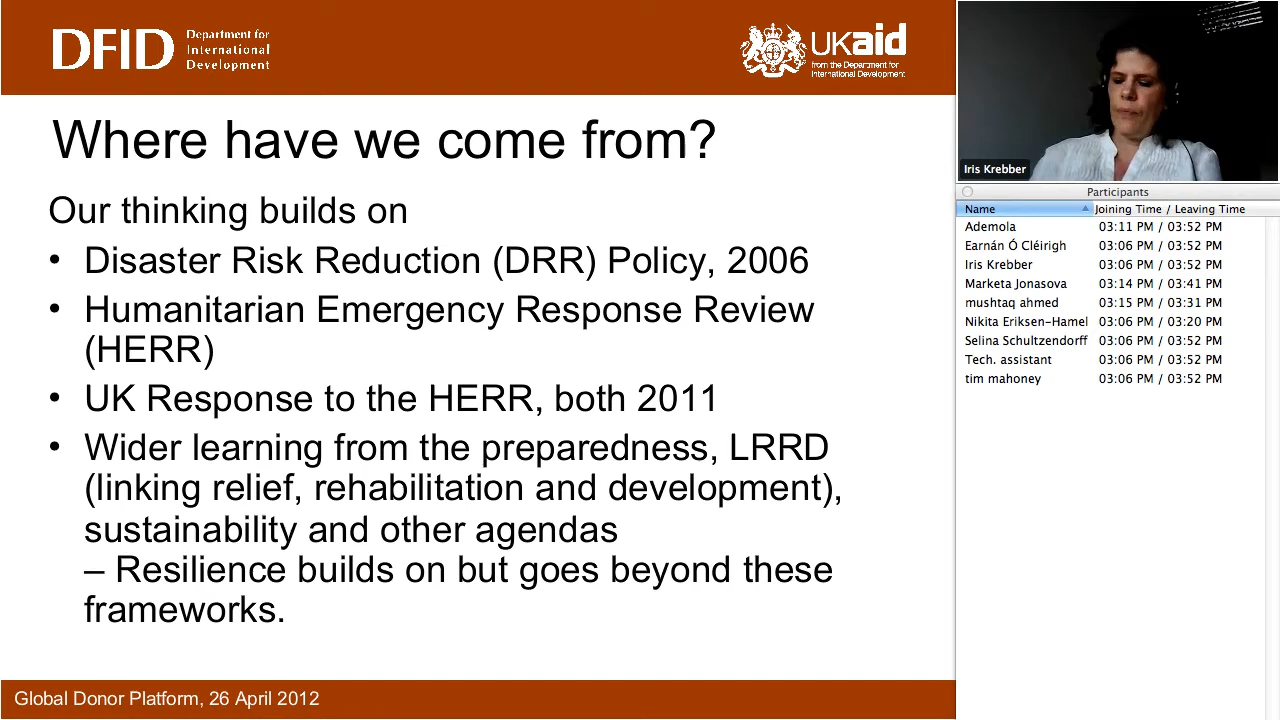 DFID Department for
International
Development
UKaid
from the Department for
International Development
Where have we come from?
Our thinking builds on
• Disaster Risk Reduction (DRR) Policy, 2006
• Humanitarian Emergency Response Review
(HERR)
• UK Response to the HERR, both 2011
• Wider learning from the preparedness, LRRD
(linking relief, rehabilitation and development),
sustainability and other agendas
– Resilience builds on but goes beyond these
frameworks.
Global Donor Platform, 26 April 2012
Iris Krebber
Participants
Name Joining Time / Leaving Time
Ademola 03:11 PM / 03:52 PM
Earnán Ó Cléirigh 03:06 PM / 03:52 PM
Iris Krebber 03:06 PM / 03:52 PM
Marketa Jonasova 03:14 PM / 03:41 PM
mushtaq ahmed 03:15 PM / 03:31 PM
Nikita Eriksen-Hamel 03:06 PM / 03:20 PM
Selina Schultzendorff 03:06 PM / 03:52 PM
Tech. assistant 03:06 PM / 03:52 PM
tim mahoney 03:06 PM / 03:52 PM